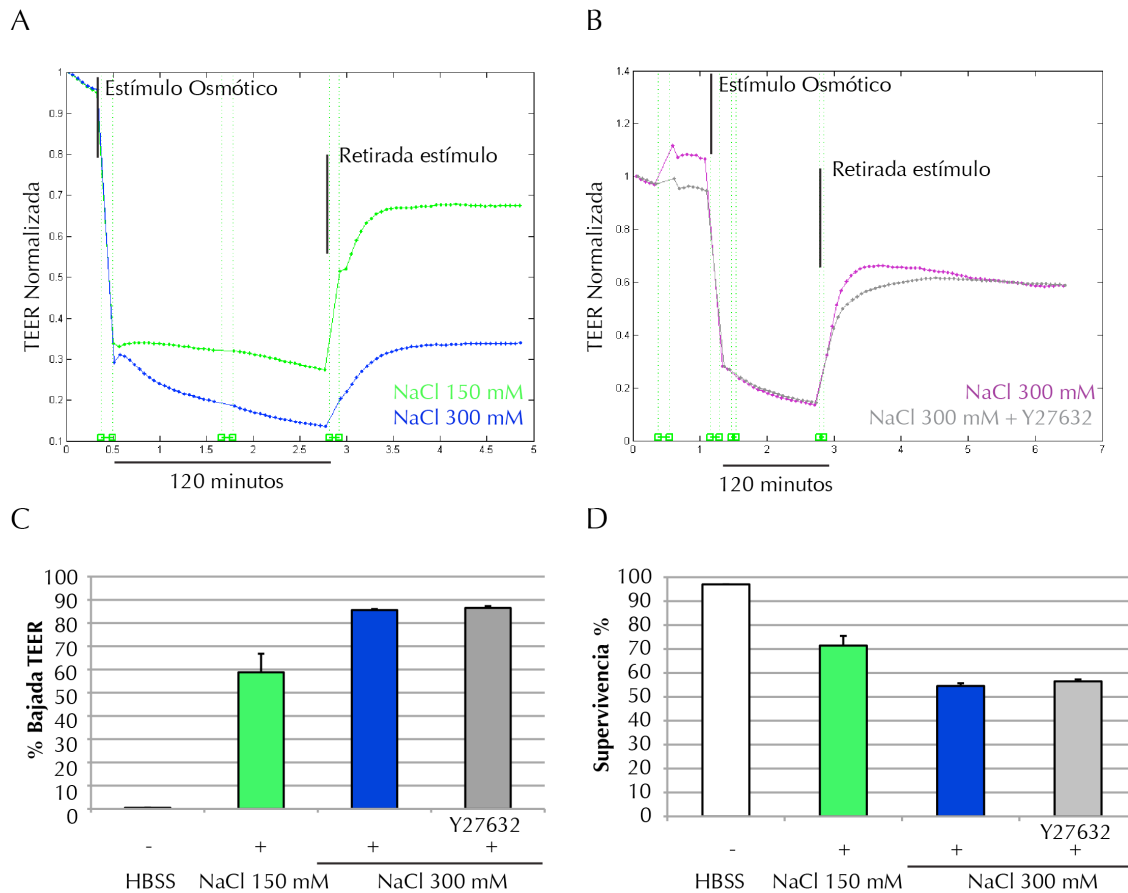 A
TEER Normalizada
1
0.9
0.8
0.7
0.6
0.5
0.4
0.3
0.2
0.1
0
0.5
1
1.5
2
2.5
3
3.5
4
4.5
5
Estímulo Osmótico
Retirada estímulo
NaCl 150 mM
NaCl 300 mM
120 minutos
B
TEER Normalizada
1.4
1.2
1.0
0.8
0.6
0.4
0.2
0
0
1
2
3
4
5
6
7
Estímulo Osmótico
Retirada estímulo
NaCl 300 mM
NaCl 300 mM + Y27632
120 minutos
C
% Bajada TEER
100
90
80
70
60
50
40
30
20
10
0
Y27632
- + + +
HBSS NaCl 150 mM NaCl 300 mM
D
Supervivencia %
100
90
80
70
60
50
40
30
20
10
0
Y27632
- + + +
HBSS NaCl 150 mM NaCl 300 mM